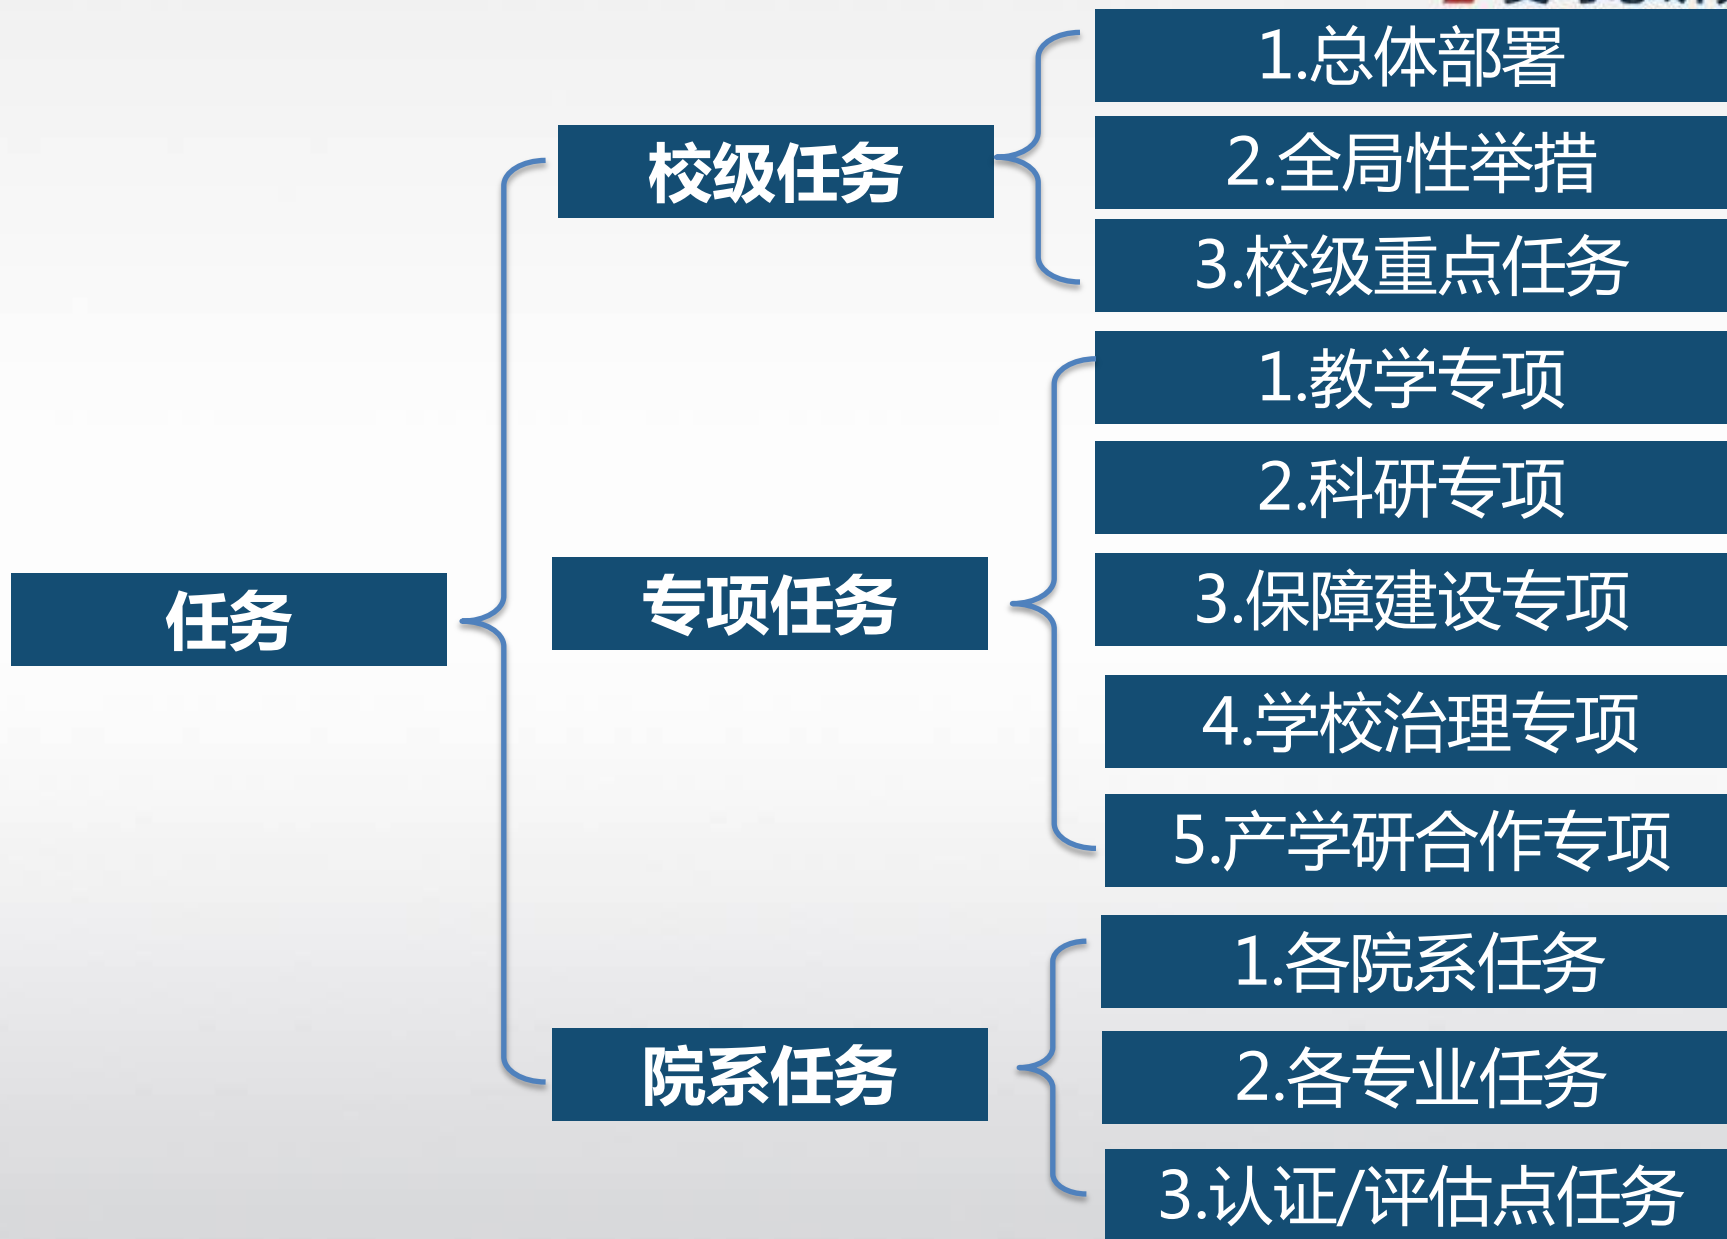 任务
校级任务
1.总体部署
2.全局性举措
3.校级重点任务
专项任务
1.教学专项
2.科研专项
3.保障建设专项
4.学校治理专项
5.产学研合作专项
院系任务
1.各院系任务
2.各专业任务
3.认证/评估点任务